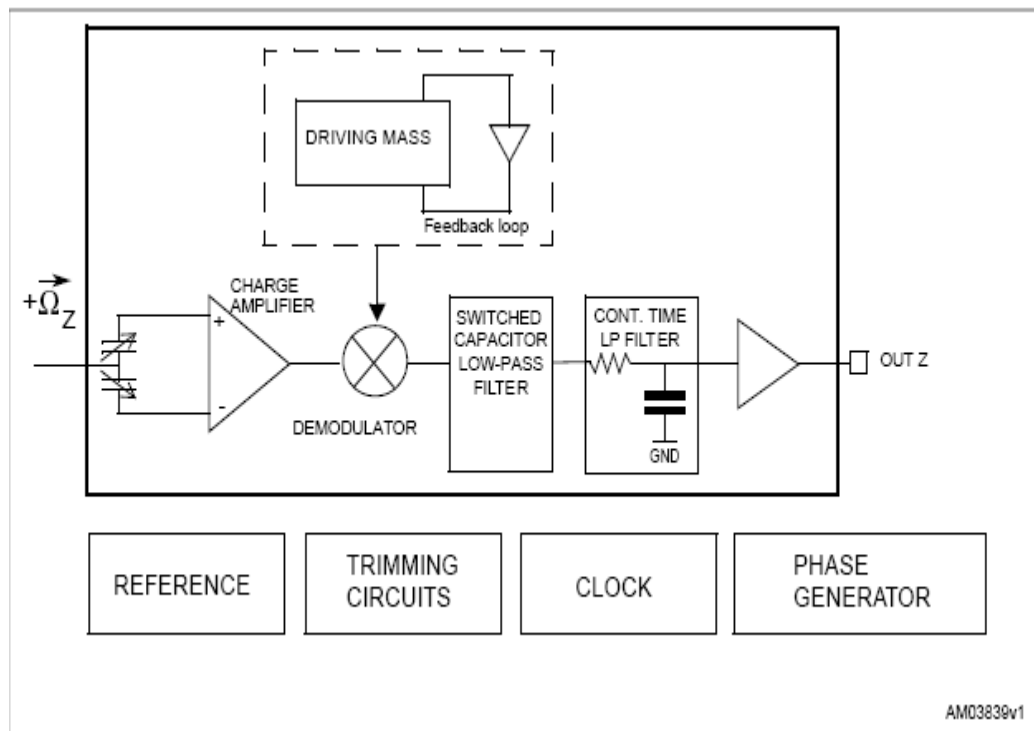 DRIVING MASS
Feedback loop
+Ω⃗Z
CHARGE
AMPLIFIER
+
-
DEMODULATOR
SWITCHED
CAPACITOR
LOW-PASS
FILTER
CONT. TIME
LP FILTER
GND
OUT Z
REFERENCE
TRIMMING
CIRCUITS
CLOCK
PHASE
GENERATOR
AM03839v1